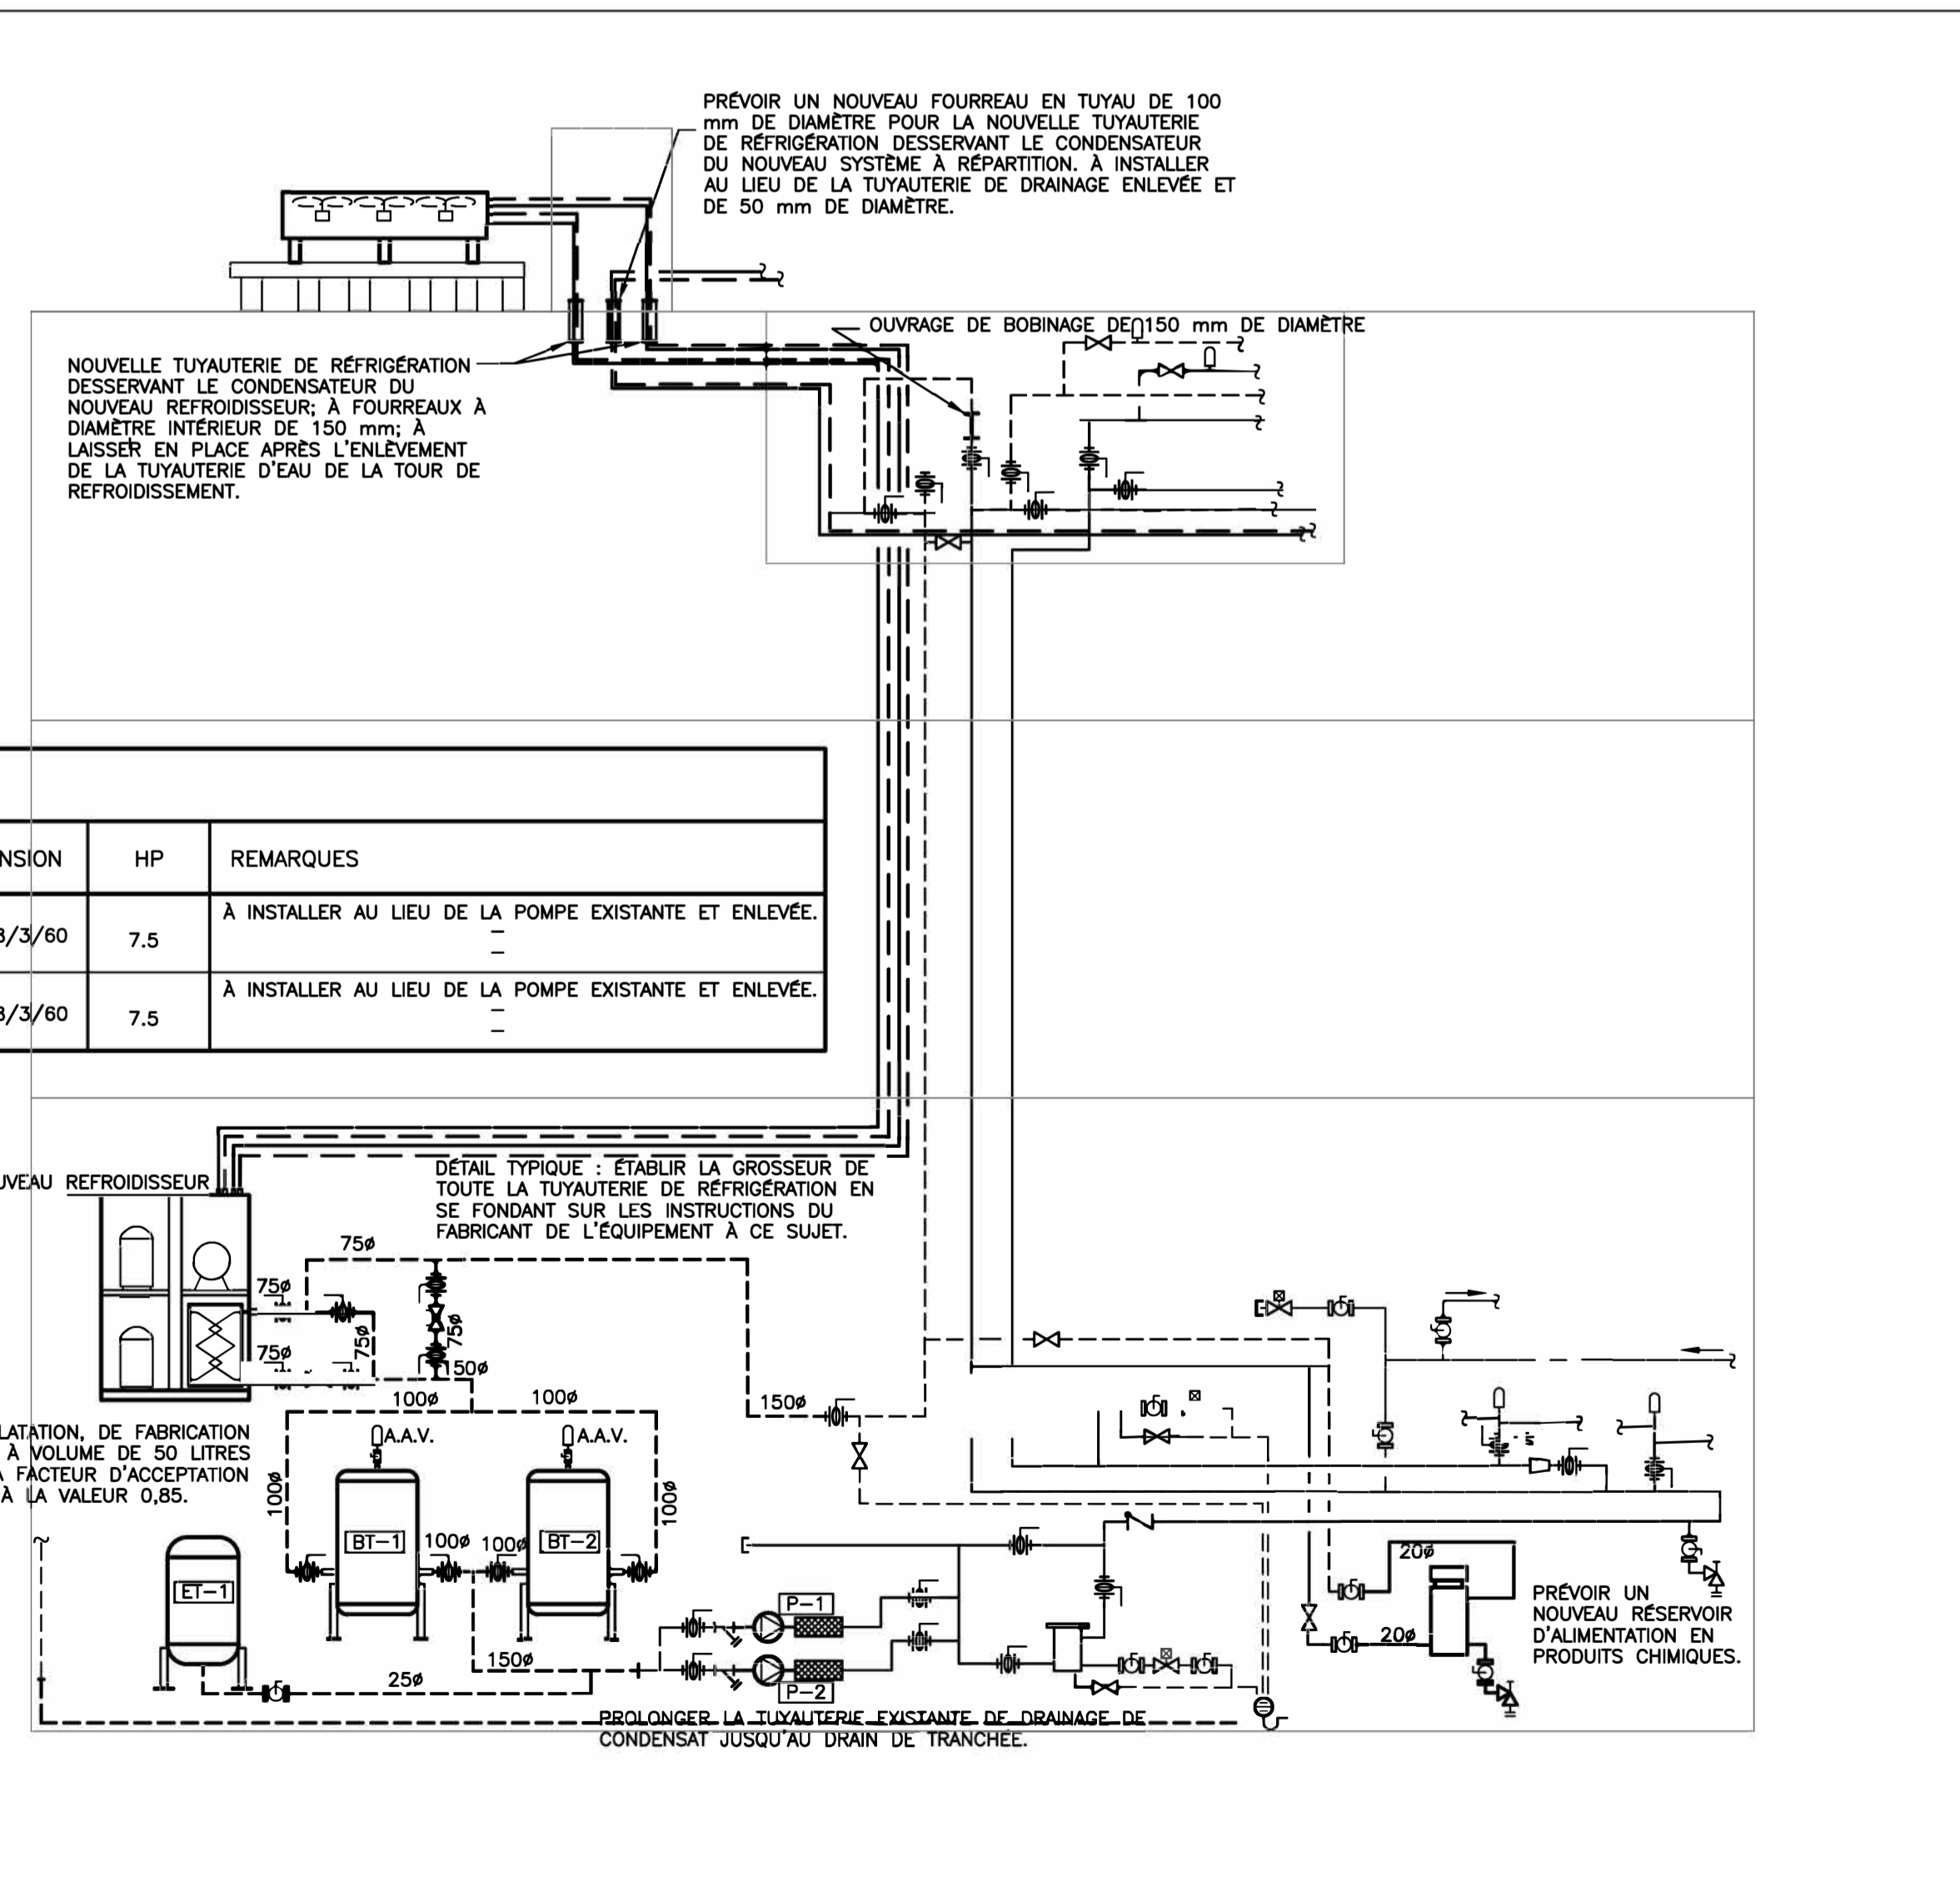 PRÉVOIR UN NOUVEAU FOURREAU EN TUYAU DE 100
mm DE DIAMÈTRE POUR LA NOUVELLE TUYAUTERIE
DE RÉFRIGÉRATION DESSERVANT LE CONDENSATEUR
DU NOUVEAU SYSTÈME À RÉPARTITION. À INSTALLER
AU LIEU DE LA TUYAUTERIE DE DRAINAGE ENLEVÉE ET
DE 50 mm DE DIAMÈTRE.
OUVRAGE DE BOBINAGE DE 150 mm DE DIAMÈTRE
NOUVELLE TUYAUTERIE DE RÉFRIGÉRATION
DESSERVANT LE CONDENSATEUR DU
NOUVEAU REFROIDISSEUR; À FOURREAUX À
DIAMÈTRE INTÉRIEUR DE 150 mm; À
LAISSER EN PLACE APRÈS L'ENLÈVEMENT
DE LA TUYAUTERIE D'EAU DE LA TOUR DE
REFROIDISSEMENT.
NSION HP REMARQUES
À INSTALLER AU LIEU DE LA POMPE EXISTANTE ET ENLEVÉE.
/3/60 7.5 –
–
À INSTALLER AU LIEU DE LA POMPE EXISTANTE ET ENLEVÉE.
/3/60 7.5 –
–
UVEAU REFROIDISSEUR
DÉTAIL TYPIQUE : ÉTABLIR LA GROSSEUR DE
TOUTE LA TUYAUTERIE DE RÉFRIGÉRATION EN
SE FONDANT SUR LES INSTRUCTIONS DU
FABRICANT DE L'ÉQUIPEMENT À CE SUJET.
75ø
75ø
75ø
75ø
75ø
150ø
100ø 100ø
150ø
A.A.V. A.A.V.
LATATION, DE FABRICATION
À VOLUME DE 50 LITRES
À FACTEUR D'ACCEPTATION
À LA VALEUR 0,85.
100ø
100ø
BT-1 100ø 100ø BT-2
ET-1
P-1
P-2
150ø
25ø
20ø
20ø
PRÉVOIR UN
NOUVEAU RÉSERVOIR
D'ALIMENTATION EN
PRODUITS CHIMIQUES.
PROLONGER LA TUYAUTERIE EXISTANTE DE DRAINAGE DE
CONDENSAT JUSQU'AU DRAIN DE TRANCHÉE.